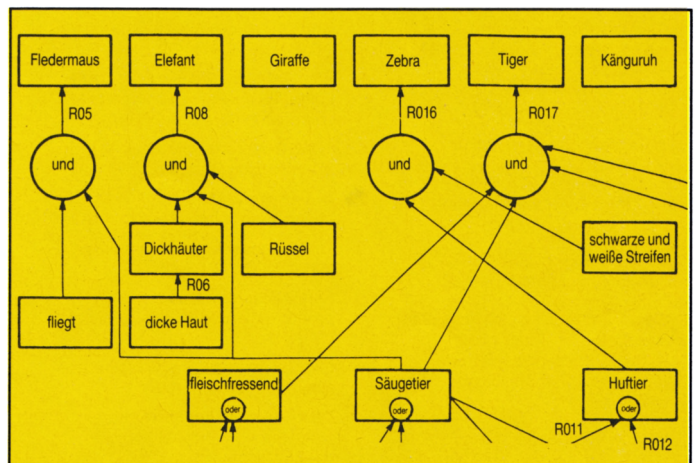 Fledermaus
Elefant
Giraffe
Zebra
Tiger
Känguruh
R05
R08
R016
R017
und
und
und
und
Dickhäuter
Rüssel
schwarze und
weiße Streifen
R06
fliegt
dicke Haut
fleischfressend
oder
Säugetier
oder
Huftier
oder
R011
R012